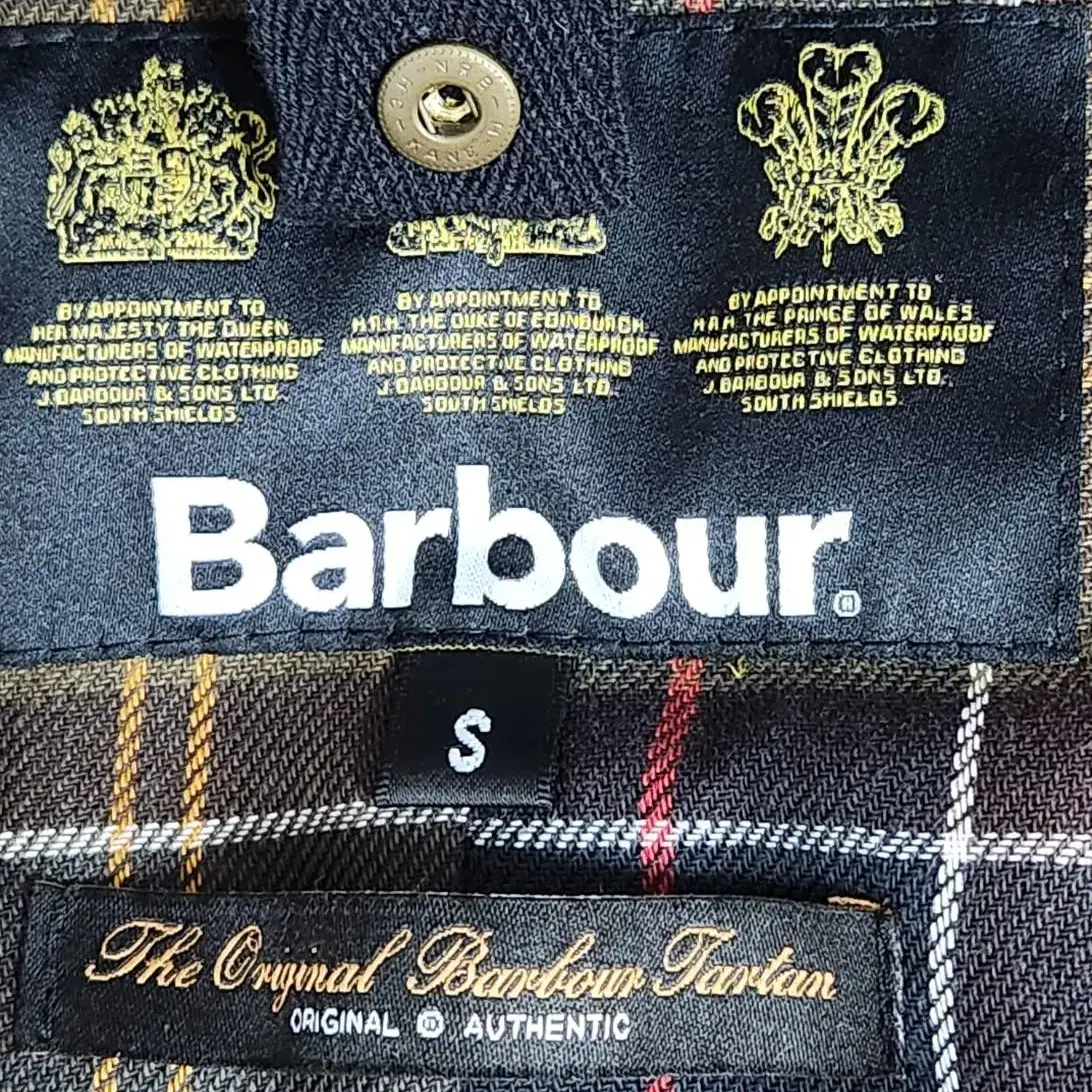 BY APPOINTMENT TO
HER MAJESTY THE QUEEN
MANUFACTURERS OF WATERPROOF
AND PROTECTIVE CLOTHING
J. BARBOUR & SONS LTD.
SOUTH SHIELDS.
BY APPOINTMENT TO
H.R.H. THE DUKE OF EDINBURGH
MANUFACTURERS OF WATERPROOF
AND PROTECTIVE CLOTHING
J. BARBOUR & SONS LTD.
SOUTH SHIELDS
BY APPOINTMENT TO
H.R.H. THE PRINCE OF WALES
MANUFACTURERS OF WATERPROOF
AND PROTECTIVE CLOTHING
J. BARBOUR & SONS LTD.
SOUTH SHIELDS.
Barbour®
S
The Original Barbour Tartan
ORIGINAL ® AUTHENTIC